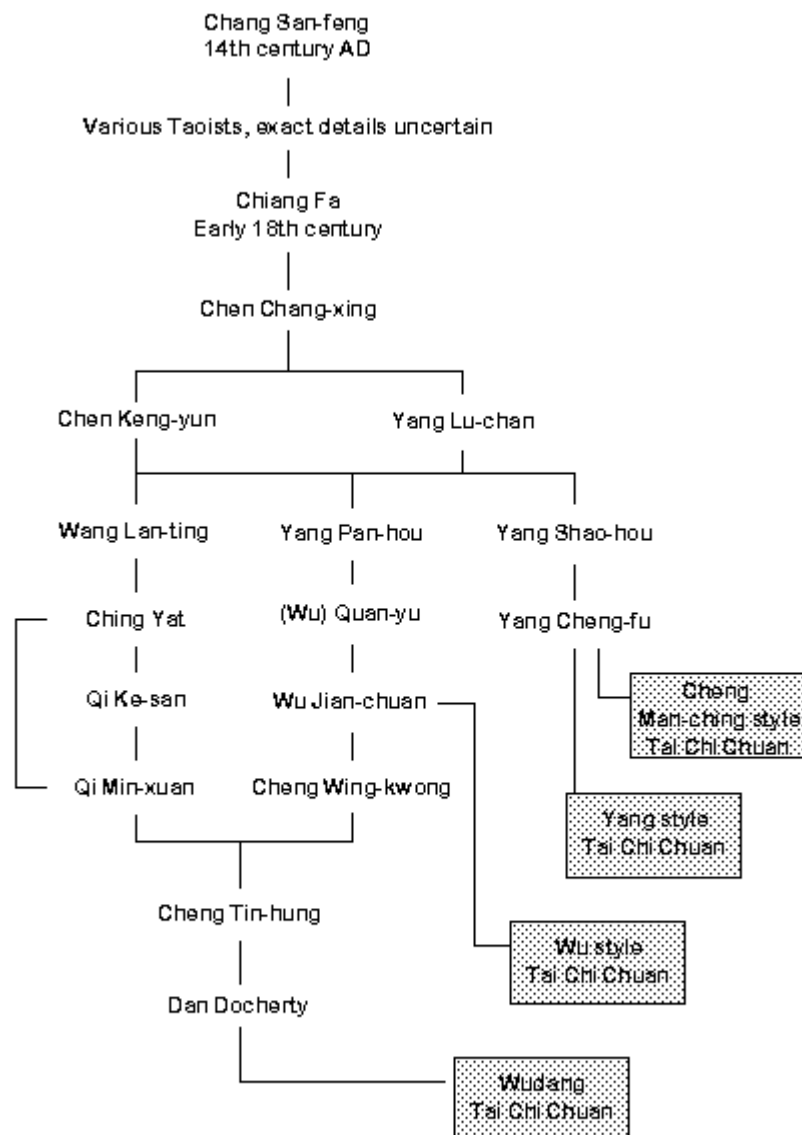 Chang San-feng
14th century AD
Various Taoists, exact details uncertain
Chiang Fa
Early 18th century
Chen Chang-xing
Chen Keng-yun
Yang Lu-chan
Wang Lan-ting
Yang Pan-hou
Yang Shao-hou
Ching Yat
(Wu) Quan-yu
Yang Cheng-fu
Qi Ke-san
Wu Jian-chuan
Cheng
Man-ching style
Tai Chi Chuan
Qi Min-xuan
Cheng Wing-kwong
Yang style
Tai Chi Chuan
Cheng Tin-hung
Wu style
Tai Chi Chuan
Dan Docherty
Wudang
Tai Chi Chuan